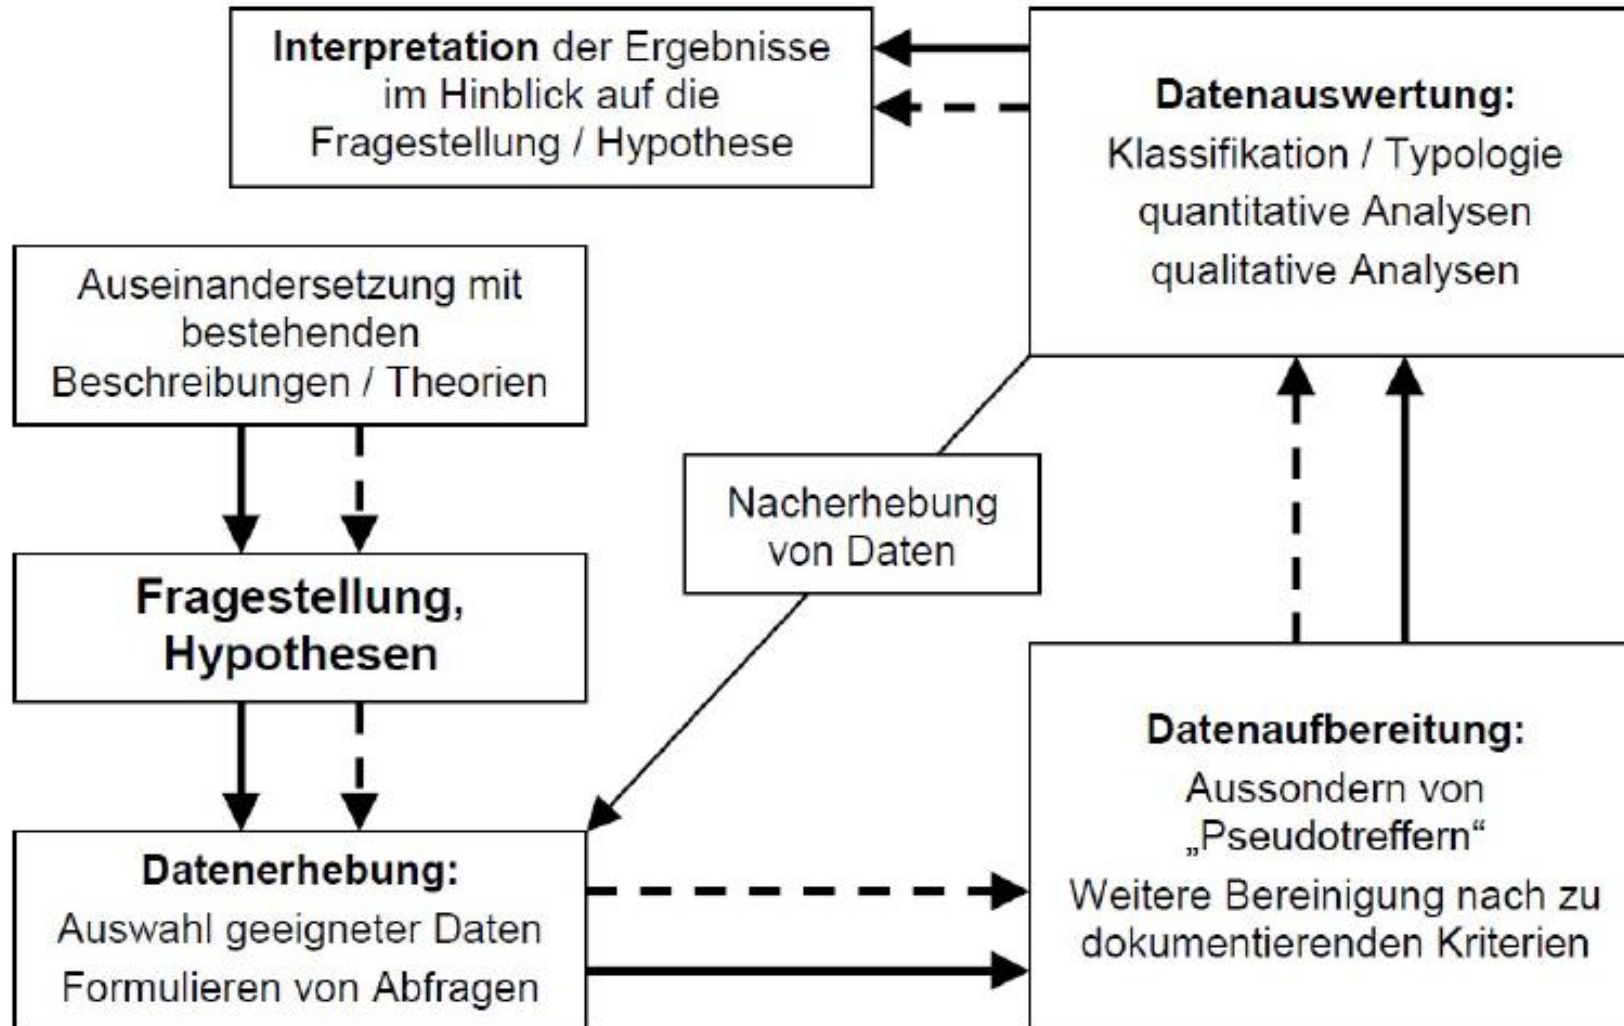 Interpretation der Ergebnisse
im Hinblick auf die
Fragestellung / Hypothese
Datenauswertung:
Klassifikation / Typologie
quantitative Analysen
qualitative Analysen
Auseinandersetzung mit
bestehenden
Beschreibungen / Theorien
Nacherhebung
von Daten
Fragestellung,
Hypothesen
Datenaufbereitung:
Aussondern von
„Pseudotreffern“
Weitere Bereinigung nach zu
dokumentierenden Kriterien
Datenerhebung:
Auswahl geeigneter Daten
Formulieren von Abfragen